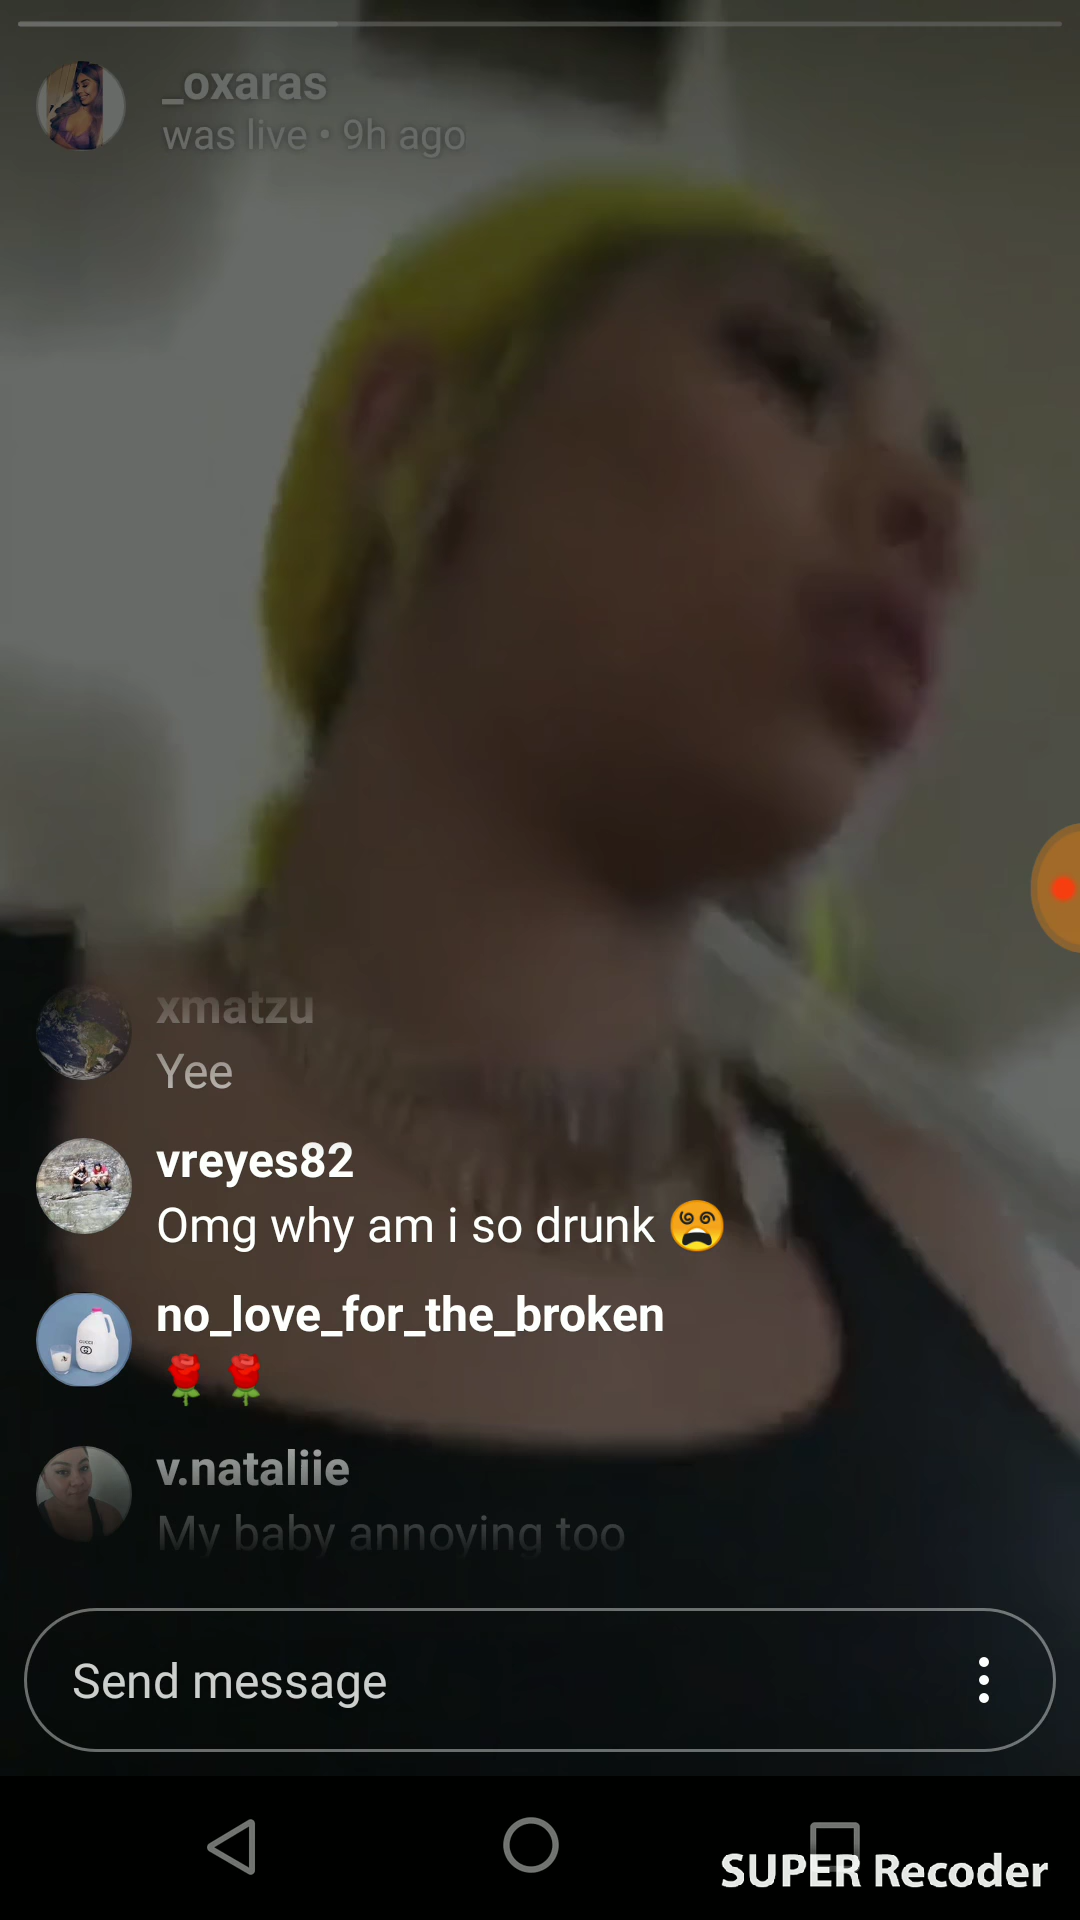 _oxaras
was live • 9h ago
xmatzu
Yee
vreyes82
Omg why am i so drunk 😵
no_love_for_the_broken
🌹 🌹
v.nataliie
My baby annoying too
Send message
SUPER Recoder